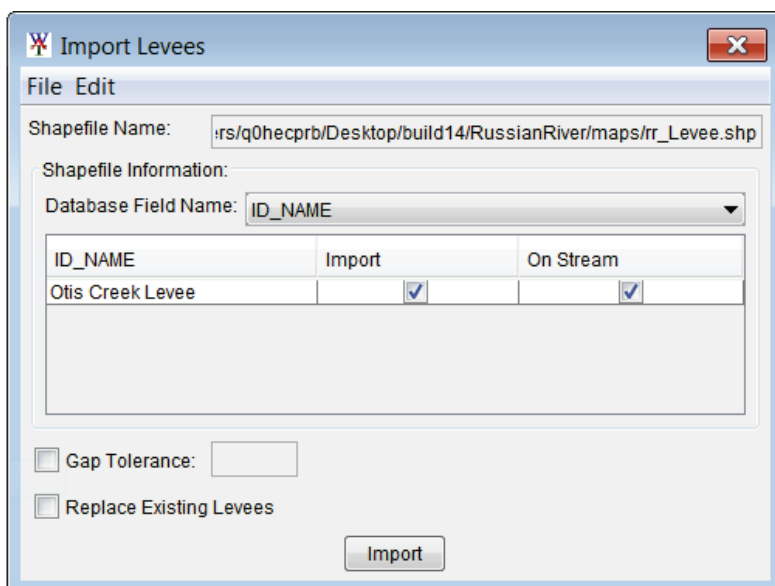 Import Levees
File Edit
Shapefile Name: rs/q0hecprb/Desktop/build14/RussianRiver/maps/rr_Levee.shp
Shapefile Information:
Database Field Name: ID_NAME
ID_NAME Import On Stream
Otis Creek Levee
Gap Tolerance:
Replace Existing Levees
Import